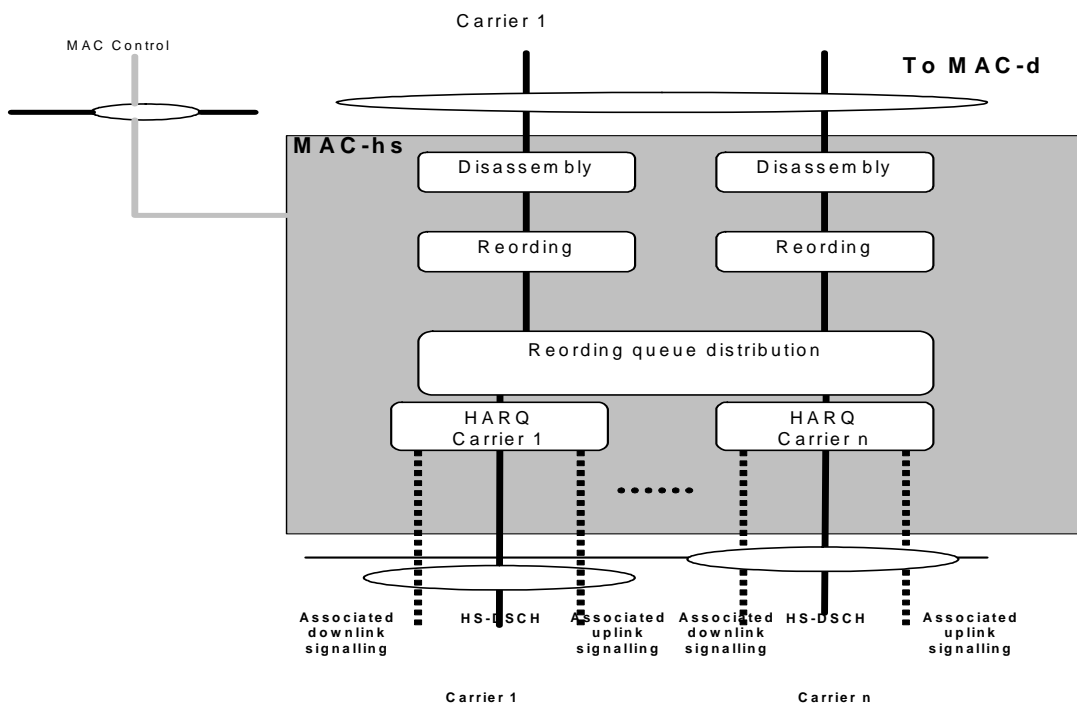 Carrier 1
MAC Control
To MAC-d
MAC-hs
Disassembly
Disassembly
Reording
Reording
Reording queue distribution
HARQ
Carrier 1
HARQ
Carrier n
Associated
downlink
signalling
HS-DSCH
Associated
uplink
signalling
Associated
downlink
signalling
HS-DSCH
Associated
uplink
signalling
Carrier 1
Carrier n